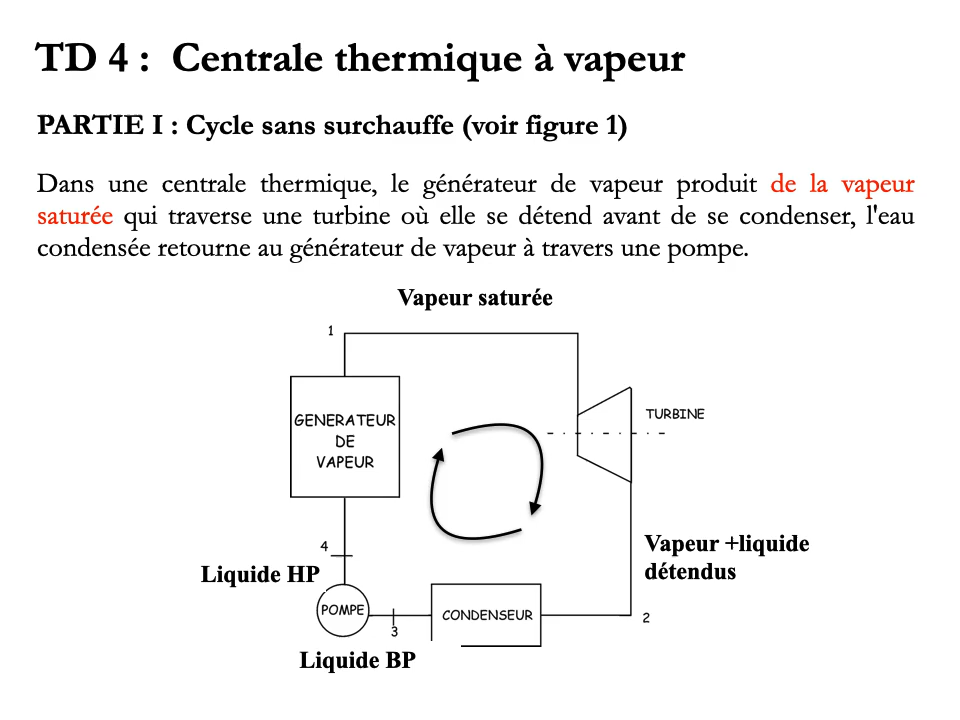 TD 4 : Centrale thermique à vapeur
PARTIE I : Cycle sans surchauffe (voir figure 1)
Dans une centrale thermique, le générateur de vapeur produit de la vapeur
saturée qui traverse une turbine où elle se détend avant de se condenser, l'eau
condensée retourne au générateur de vapeur à travers une pompe.
Vapeur saturée
1
GENERATEUR
DE
VAPEUR
TURBINE
4
Liquide HP
Vapeur +liquide
détendus
POMPE
CONDENSEUR
2
3
Liquide BP